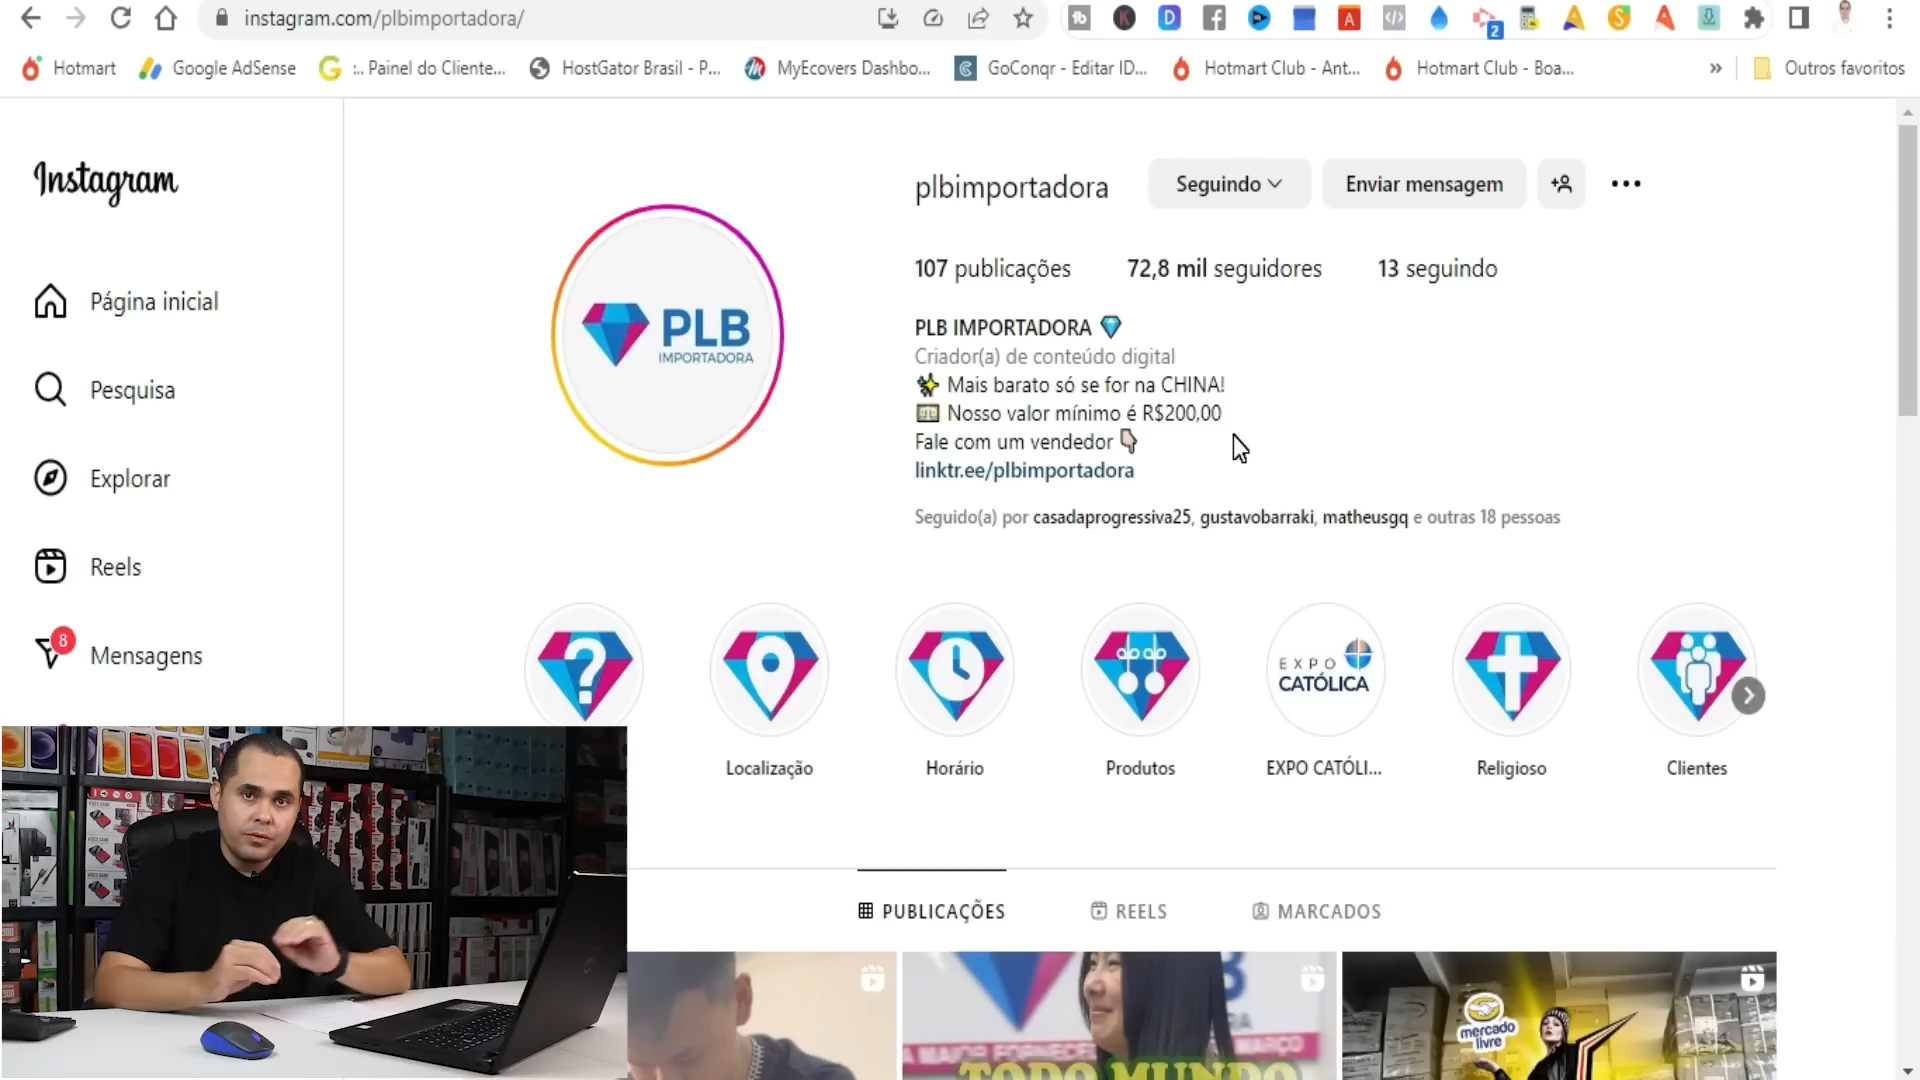 instagram.com/plbimportadora/
2
Hotmart
Google AdSense
:.. Painel do Cliente...
HostGator Brasil - P...
MyEcovers Dashbo...
GoConqr - Editar ID...
Hotmart Club - Ant...
Hotmart Club - Boa...
»
Outros favoritos
Instagram
Página inicial
Pesquisa
Explorar
Reels
8
Mensagens
plbimportadora
Seguindo
Enviar mensagem
107 publicações
72,8 mil seguidores
13 seguindo
PLB
IMPORTADORA
PLB IMPORTADORA 💎
Criador(a) de conteúdo digital
✨ Mais barato só se for na CHINA!
💵 Nosso valor mínimo é R$200,00
Fale com um vendedor 👇
linktr.ee/plbimportadora
Seguido(a) por casadaprogressiva25, gustavobarraki, matheusgq e outras 18 pessoas
?
EXPO
CATÓLICA
Localização
Horário
Produtos
EXPO CATÓLI...
Religioso
Clientes
PUBLICAÇÕES
REELS
MARCADOS
A MAIOR
TODO MUNDO
mercado
livre